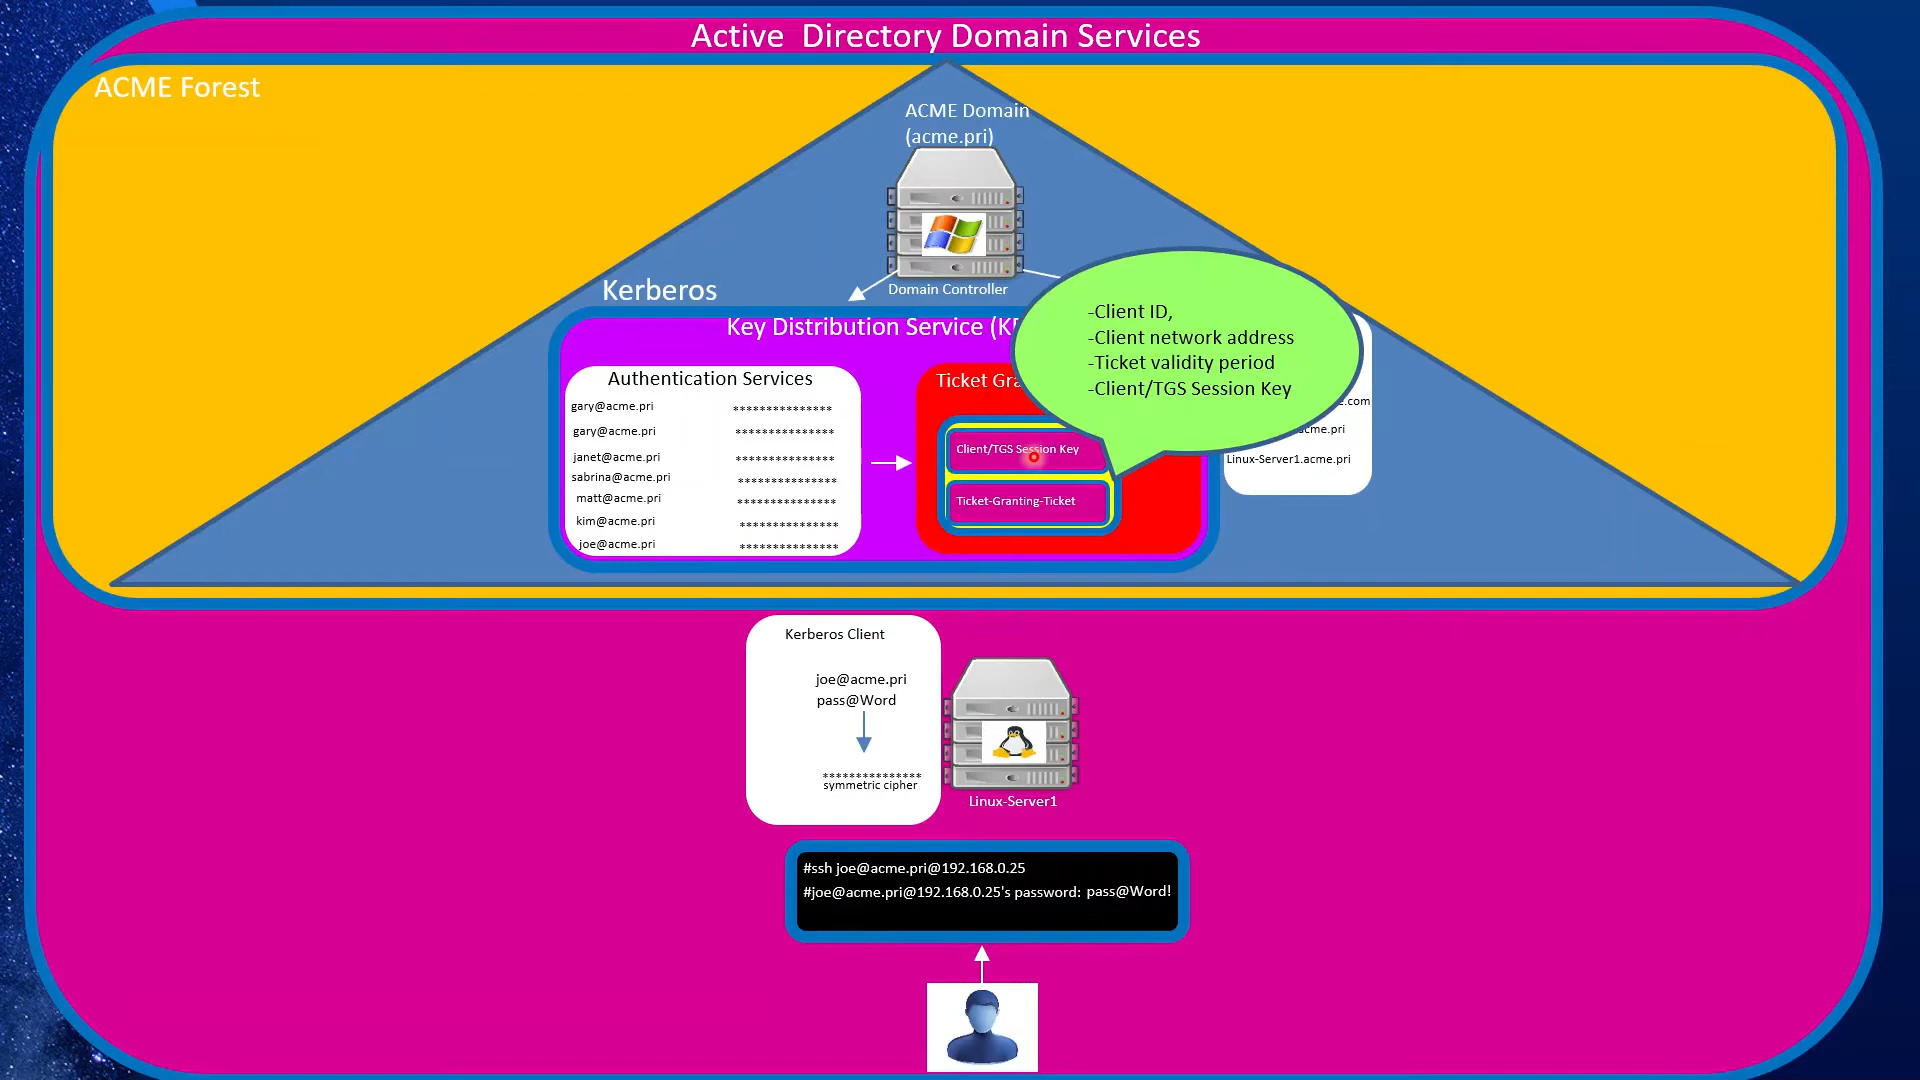 Active Directory Domain Services
ACME Forest
ACME Domain
(acme.pri)
Domain Controller
Kerberos
Key Distribution Service
-Client ID,
-Client network address
-Ticket validity period
-Client/TGS Session Key
Authentication Services
gary@acme.pri ***************
gary@acme.pri ***************
janet@acme.pri ***************
sabrina@acme.pri ***************
matt@acme.pri ***************
kim@acme.pri ***************
joe@acme.pri ***************
Ticket
Client/TGS Session Key
Ticket-Granting-Ticket
.com
acme.pri
Linux-Server1.acme.pri
Kerberos Client
joe@acme.pri
pass@Word
***************
symmetric cipher
Linux-Server1
#ssh joe@acme.pri@192.168.0.25
#joe@acme.pri@192.168.0.25's password: pass@Word!